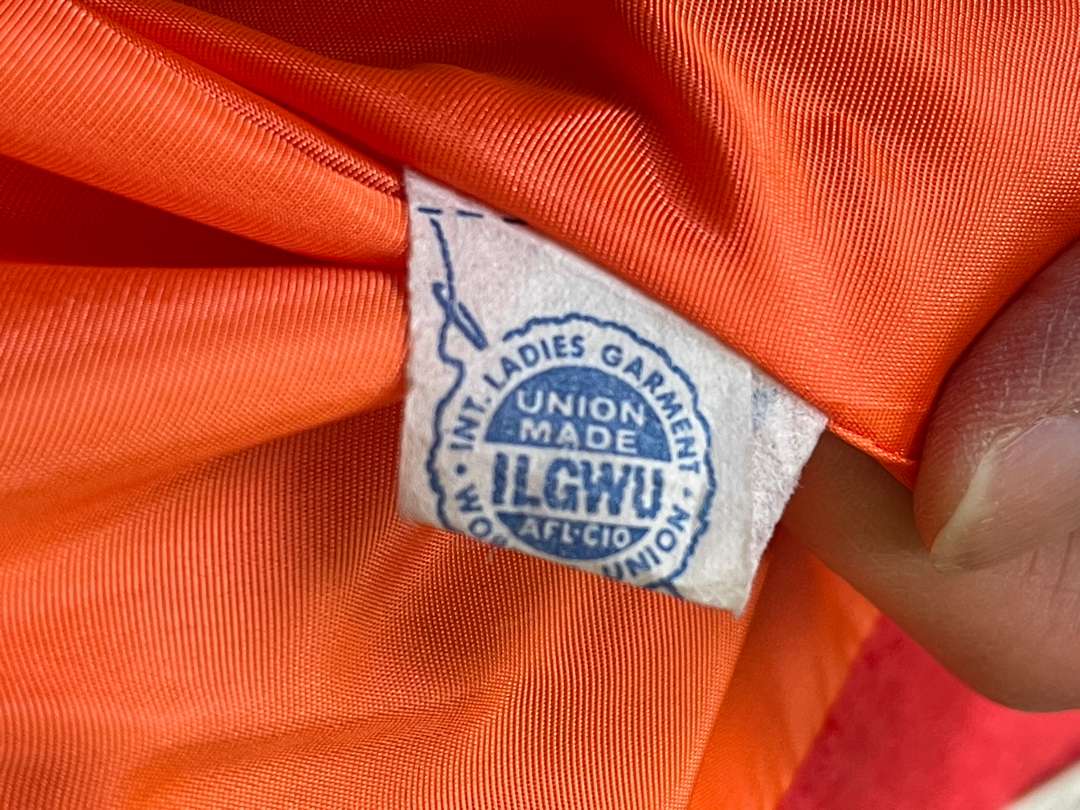 INT. LADIES GARMENT
UNION
MADE
ILGWU
AFL·CIO
UNION